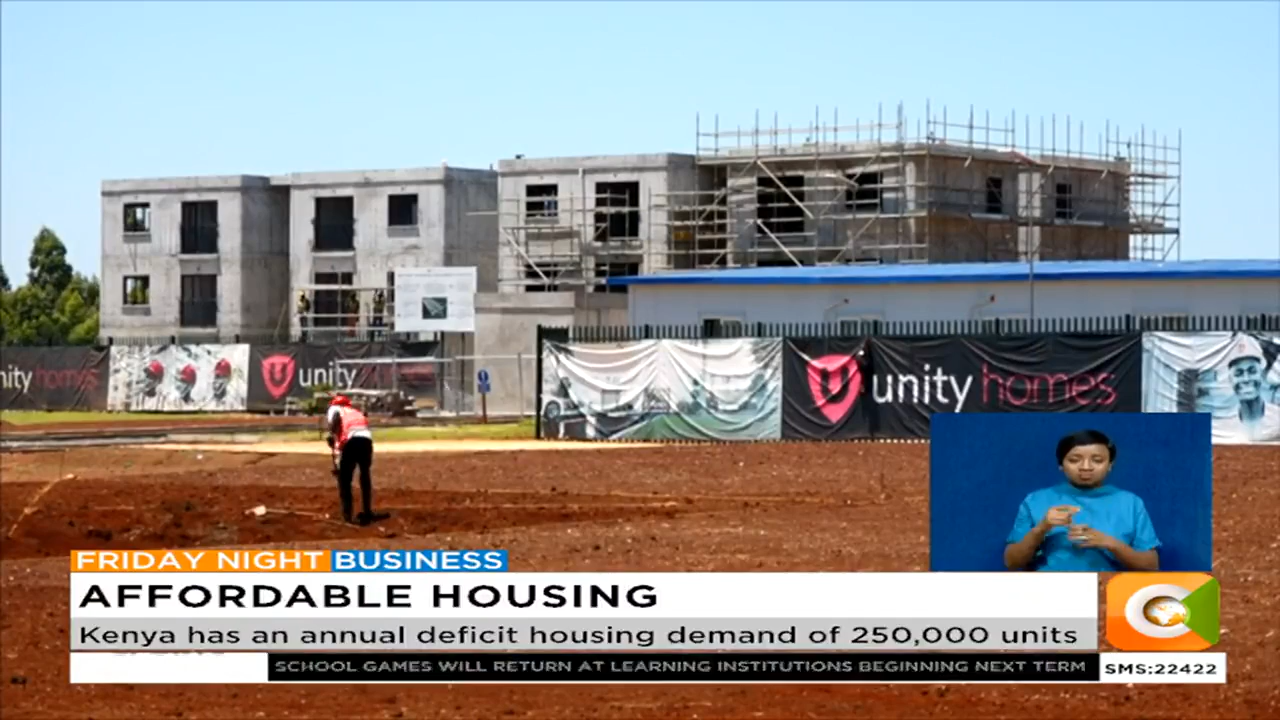 nity homes
unity
unity homes
FRIDAY NIGHT BUSINESS
AFFORDABLE HOUSING
Kenya has an annual deficit housing demand of 250,000 units
SCHOOL GAMES WILL RETURN AT LEARNING INSTITUTIONS BEGINNING NEXT TERM
SMS:22422